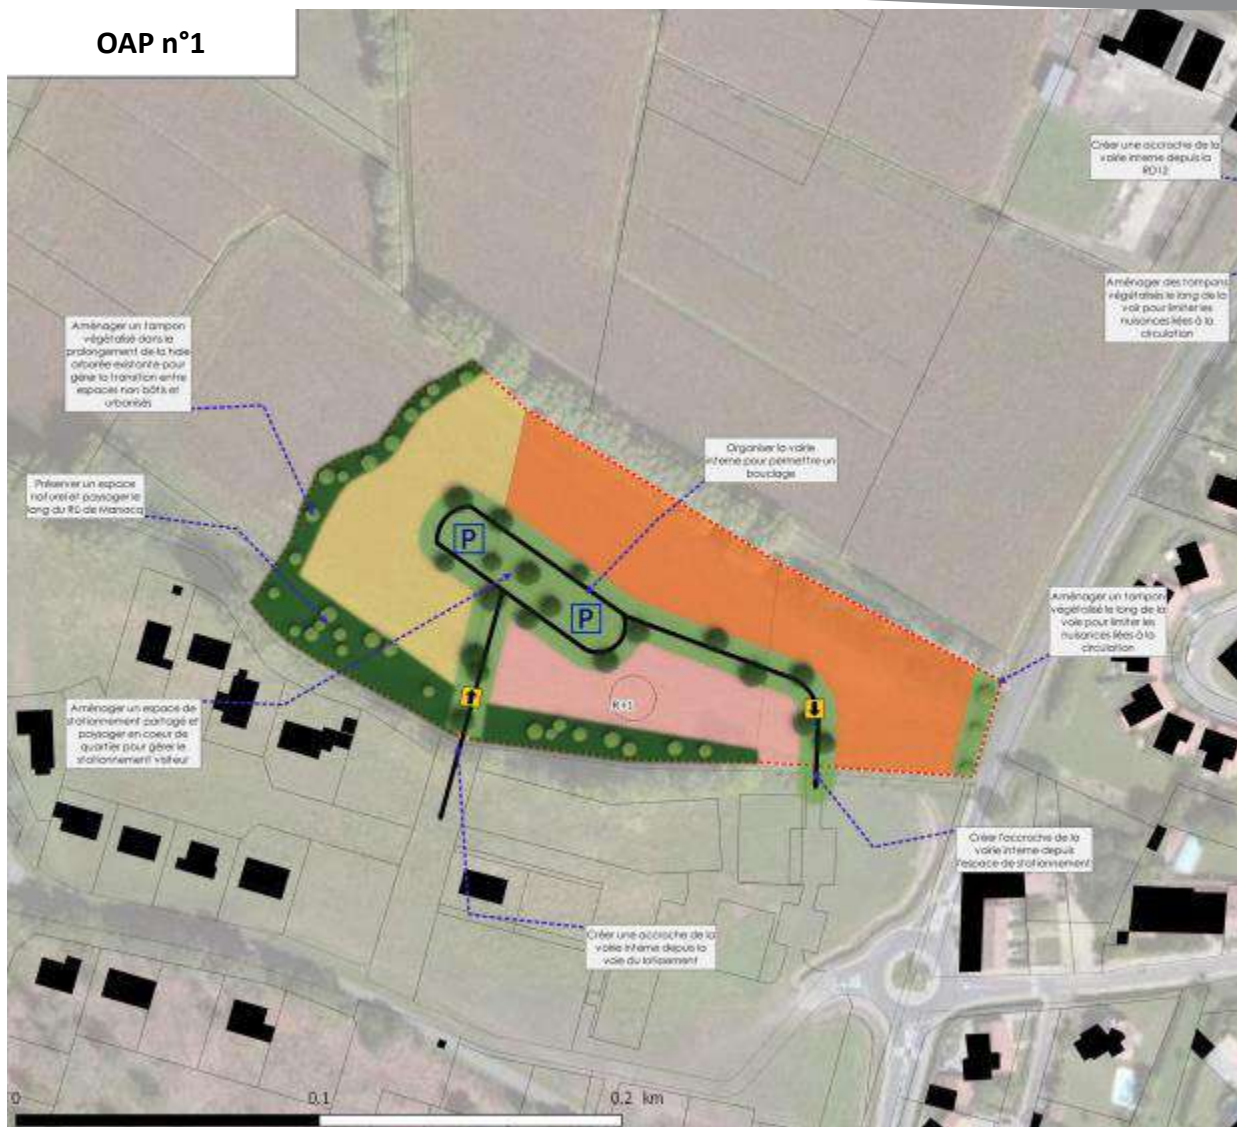 OAP n°1
Créer une accroche de la
voirie interne depuis la
RD13
Aménager des tampons
végétalisés le long de la
voir pour limiter les
nuisances liées à la
circulation
Aménager un tampon
végétalisé dans le
prolongement de la haie
arborée existante pour
gérer la transition entre
espaces non bâtis et
urbanisés
Organiser la voirie
interne pour permettre un
bouclage
Préserver un espace
naturel et paysager le
long du Rû de
P
P
Aménager un tampon
végétalisé le long de la
voie pour limiter les
nuisances liées à la
circulation
R+1
Aménager un espace de
stationnement partagé et
paysager en coeur de
quartier pour gérer le
stationnement visiteur
Créer l'accroche de la
voirie interne depuis
l'espace de stationnement
Créer une accroche de la
voirie interne depuis la
voie du lotissement
0 0,1 0,2 km